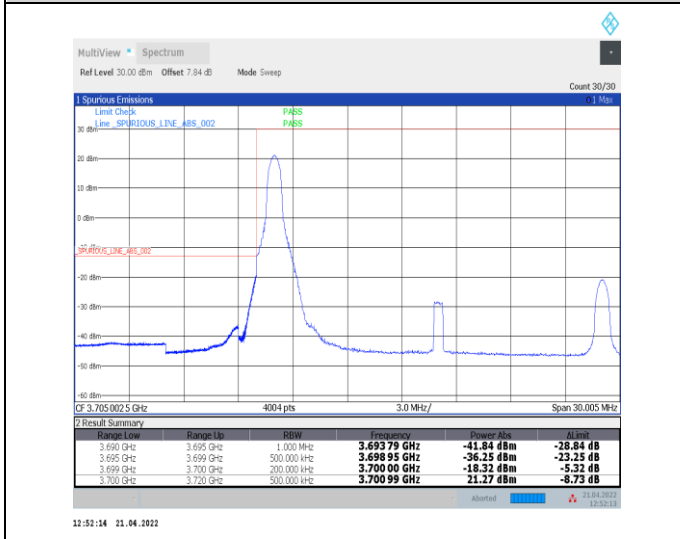 MultiView Spectrum
Ref Level 30.00 dBm Offset 7.84 dB Mode Sweep
Count 30/30
1 Spurious Emissions 1 Max
Limit Check PASS
Line _SPURIOUS_LINE_ABS_002 PASS
30 dBm
20 dBm
10 dBm
0 dBm
-10 dBm
_SPURIOUS_LINE_ABS_002
-20 dBm
-30 dBm
-40 dBm
-50 dBm
-60 dBm
CF 3.705 002 5 GHz 4004 pts 3.0 MHz/ Span 30.005 MHz
2 Result Summary
Range Low Range Up RBW Frequency Power Abs ΔLimit
3.690 GHz 3.695 GHz 1.000 MHz 3.693 79 GHz -41.84 dBm -28.84 dB
3.695 GHz 3.699 GHz 500.000 kHz 3.698 95 GHz -36.25 dBm -23.25 dB
3.699 GHz 3.700 GHz 200.000 kHz 3.700 00 GHz -18.32 dBm -5.32 dB
3.700 GHz 3.720 GHz 500.000 kHz 3.700 99 GHz 21.27 dBm -8.73 dB
Aborted 21.04.2022
12:52:13
12:52:14 21.04.2022